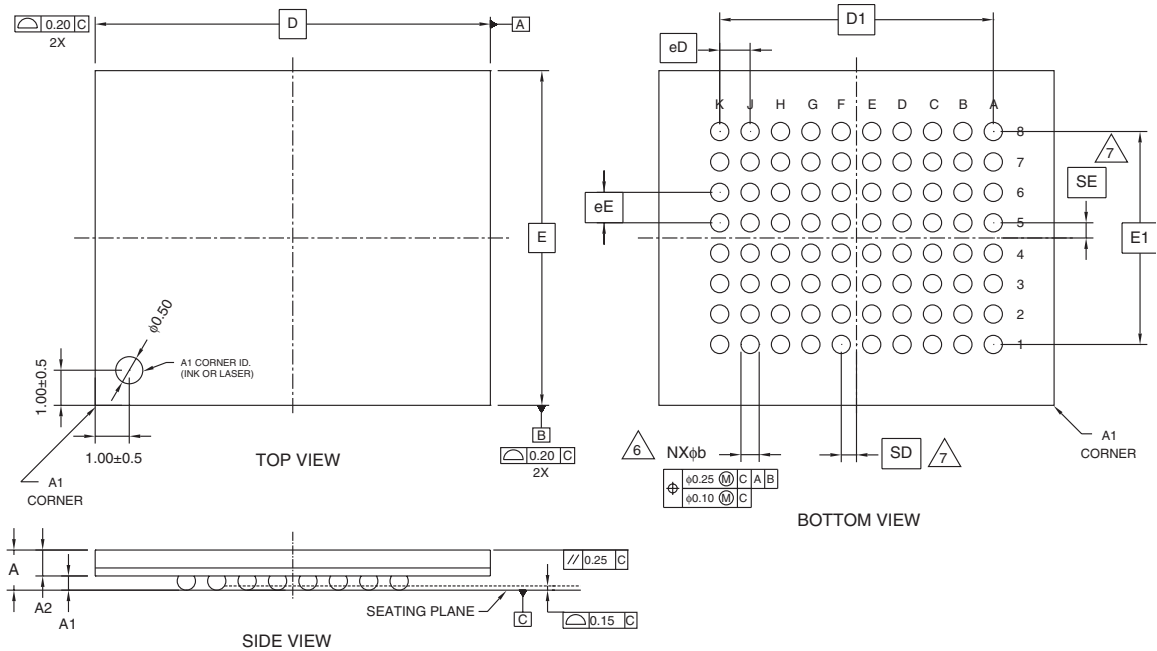 ⌓ 0.20 C
2X
D
A
E
B
⌓ 0.20 C
2X
φ0.50
A1 CORNER ID.
(INK OR LASER)
1.00±0.5
1.00±0.5
A1
CORNER
TOP VIEW
D1
eD
K J H G F E D C B A
8
7
6
5
4
3
2
1
7
SE
eE
E1
6 NXφb
SD 7
⌖ φ0.25 Ⓜ C A B
φ0.10 Ⓜ C
A1
CORNER
BOTTOM VIEW
A
A2
A1
// 0.25 C
SEATING PLANE
C
⌓ 0.15 C
SIDE VIEW